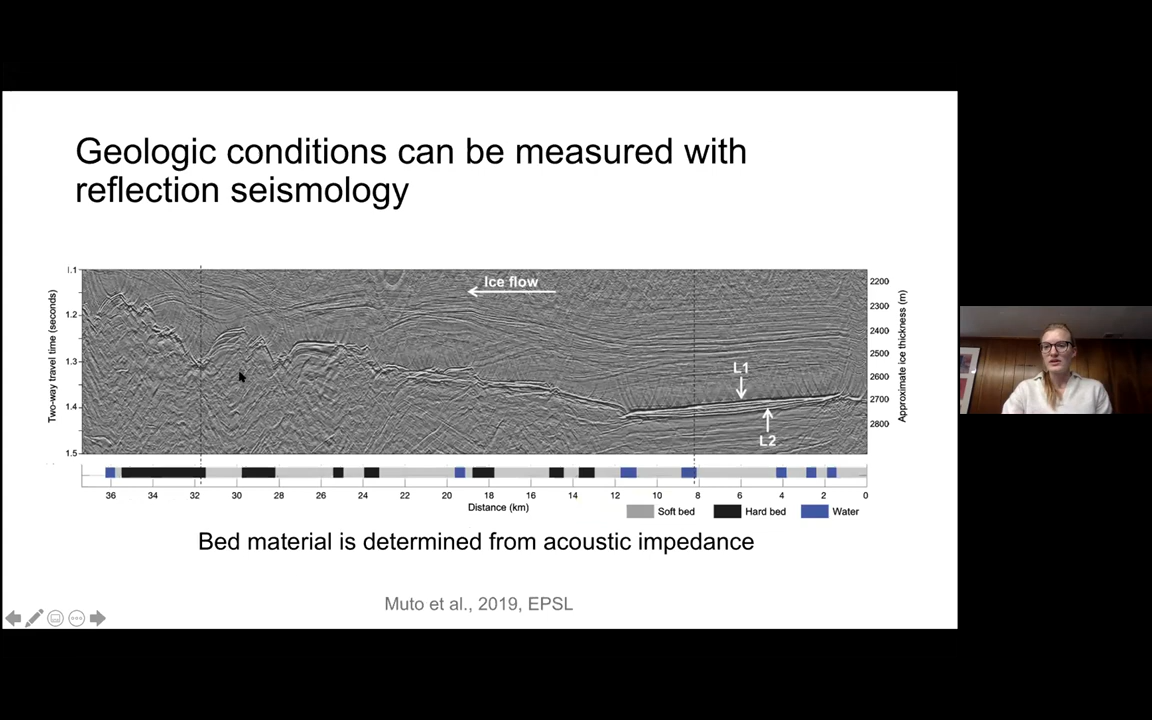 Geologic conditions can be measured with
reflection seismology
Two-way travel time (seconds)
1.1
1.2
1.3
1.4
1.5
Ice flow
L1
L2
2200
2300
2400
2500
2600
2700
2800
Approximate ice thickness (m)
36 34 32 30 28 26 24 22 20 18 16 14 12 10 8 6 4 2 0
Distance (km)
Soft bed Hard bed Water
Bed material is determined from acoustic impedance
Muto et al., 2019, EPSL